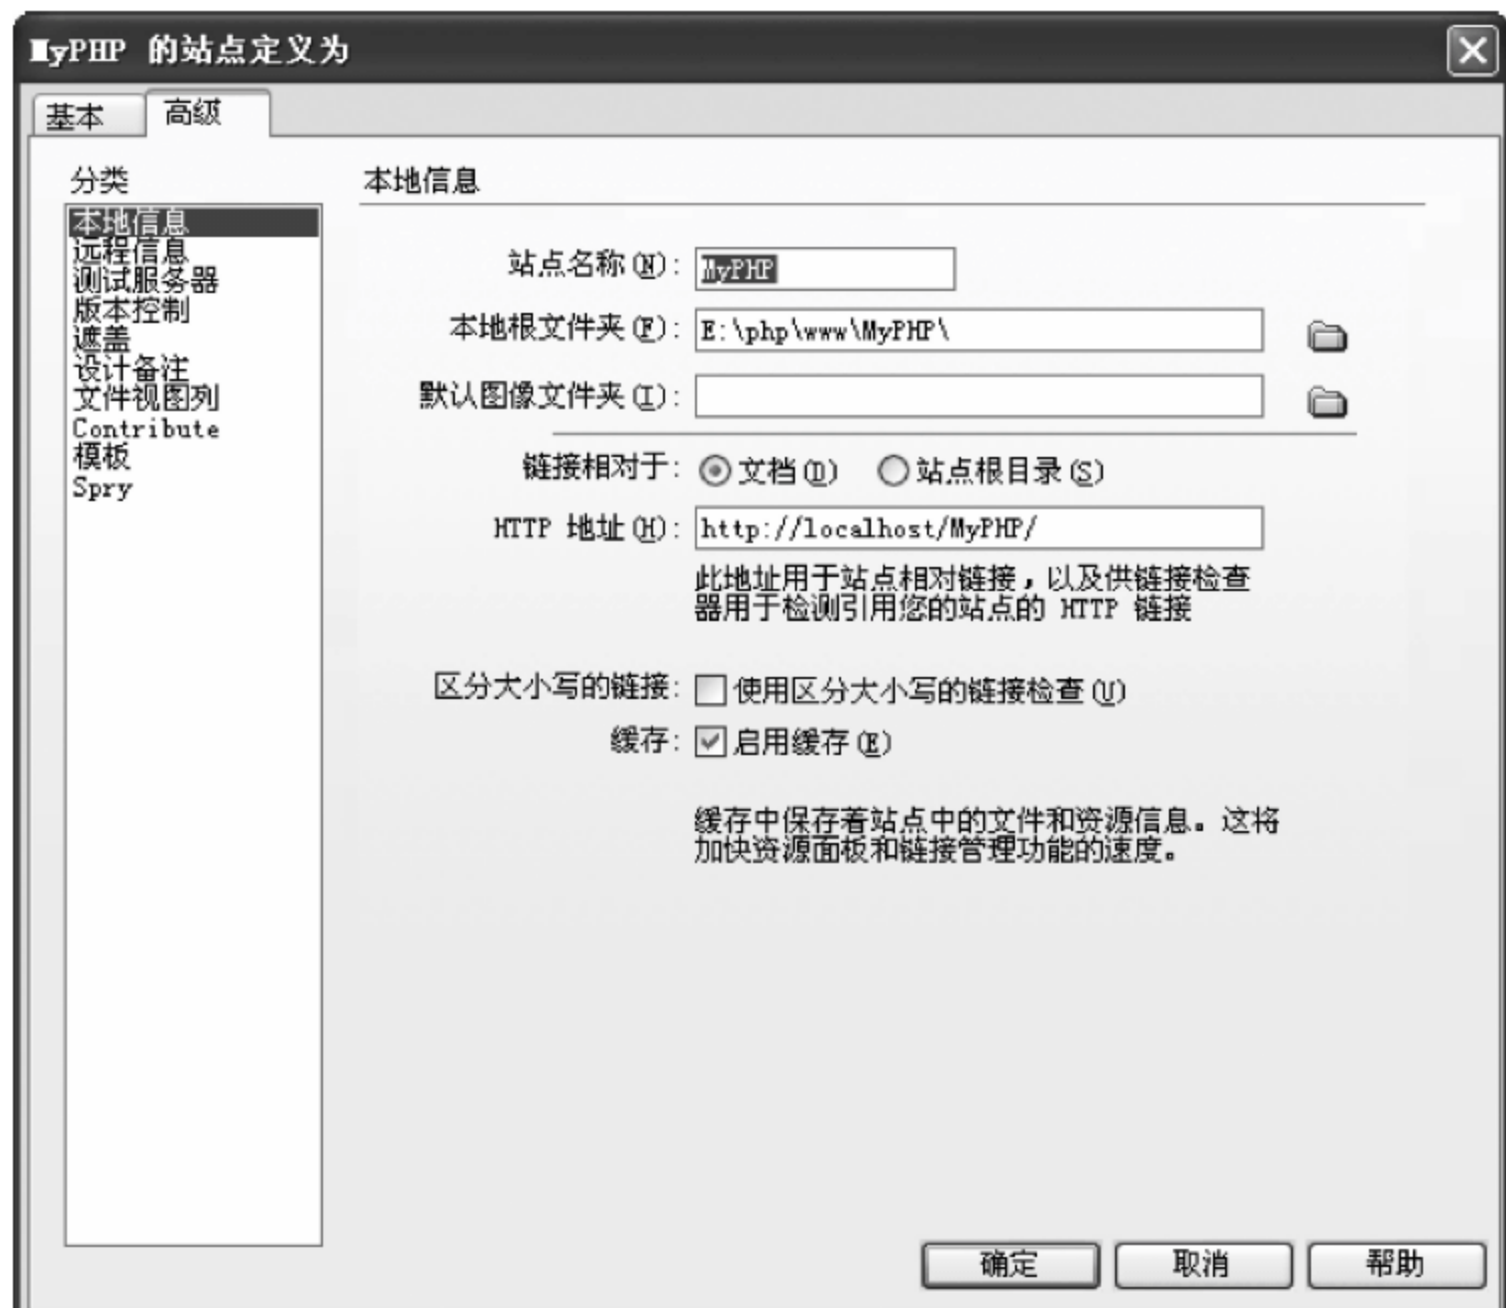 MyPHP 的站点定义为
基本
高级
分类
本地信息
远程信息
测试服务器
版本控制
遮盖
设计备注
文件视图列
Contribute
模板
Spry
本地信息
站点名称(N): MyPHP
本地根文件夹(F): E:\php\www\MyPHP\
默认图像文件夹(I):
链接相对于: 文档(D) 站点根目录(S)
HTTP 地址(H): http://localhost/MyPHP/
此地址用于站点相对链接，以及供链接检查
器用于检测引用您的站点的 HTTP 链接
区分大小写的链接: 使用区分大小写的链接检查(U)
缓存: 启用缓存(E)
缓存中保存着站点中的文件和资源信息。这将
加快资源面板和链接管理功能的速度。
确定 取消 帮助